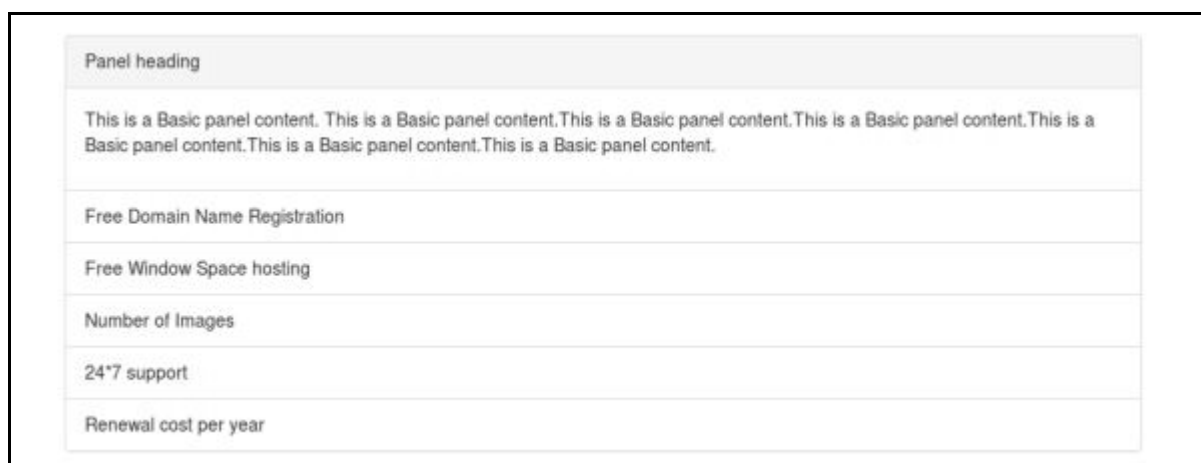 Panel heading
This is a Basic panel content. This is a Basic panel content.This is a Basic panel content.This is a Basic panel content.This is a
Basic panel content.This is a Basic panel content.This is a Basic panel content.
Free Domain Name Registration
Free Window Space hosting
Number of Images
24*7 support
Renewal cost per year